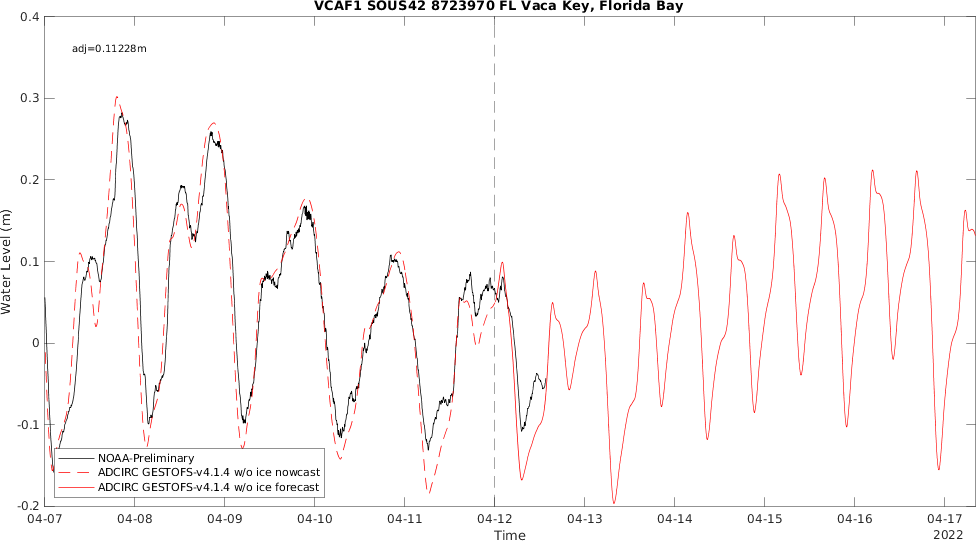 VCAF1 SOUS42 8723970 FL Vaca Key, Florida Bay
adj=0.11228m
Water Level (m)
0.4
0.3
0.2
0.1
0
-0.1
-0.2
NOAA-Preliminary
ADCIRC GESTOFS-v4.1.4 w/o ice nowcast
ADCIRC GESTOFS-v4.1.4 w/o ice forecast
04-07 04-08 04-09 04-10 04-11 04-12 04-13 04-14 04-15 04-16 04-17
Time
2022